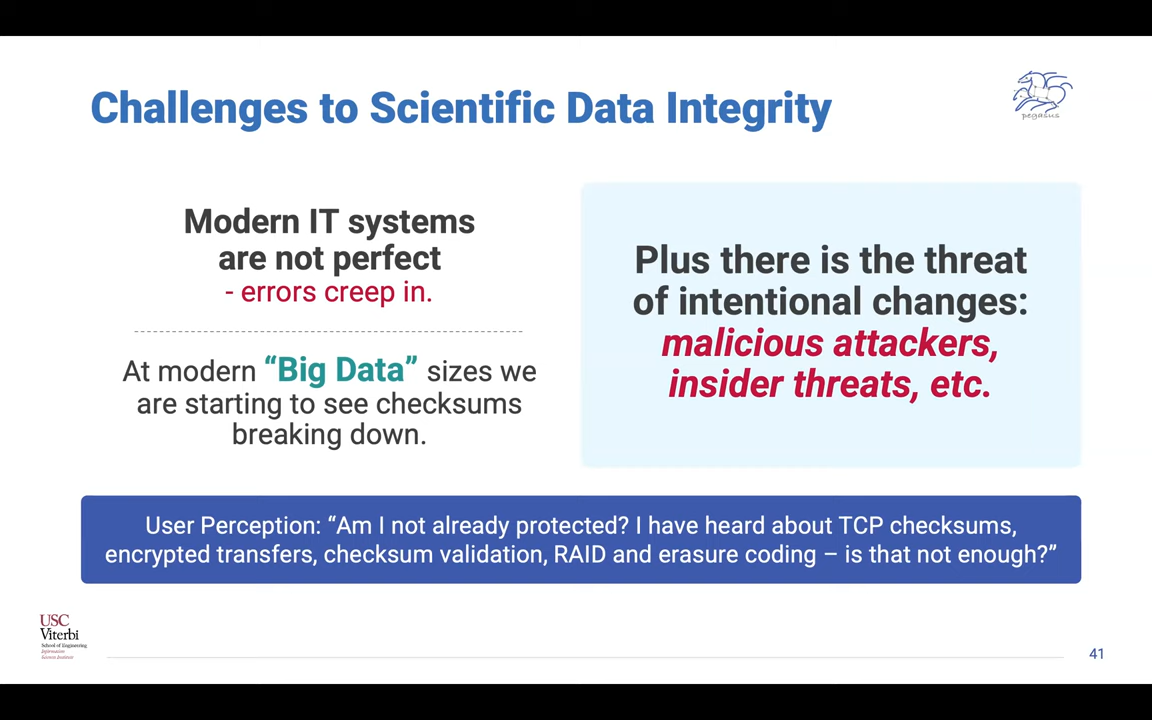 Challenges to Scientific Data Integrity
pegasus
Modern IT systems
are not perfect
- errors creep in.
At modern “Big Data” sizes we
are starting to see checksums
breaking down.
Plus there is the threat
of intentional changes:
malicious attackers,
insider threats, etc.
User Perception: “Am I not already protected? I have heard about TCP checksums,
encrypted transfers, checksum validation, RAID and erasure coding – is that not enough?”
USC
Viterbi
School of Engineering
Information
Sciences Institute
41